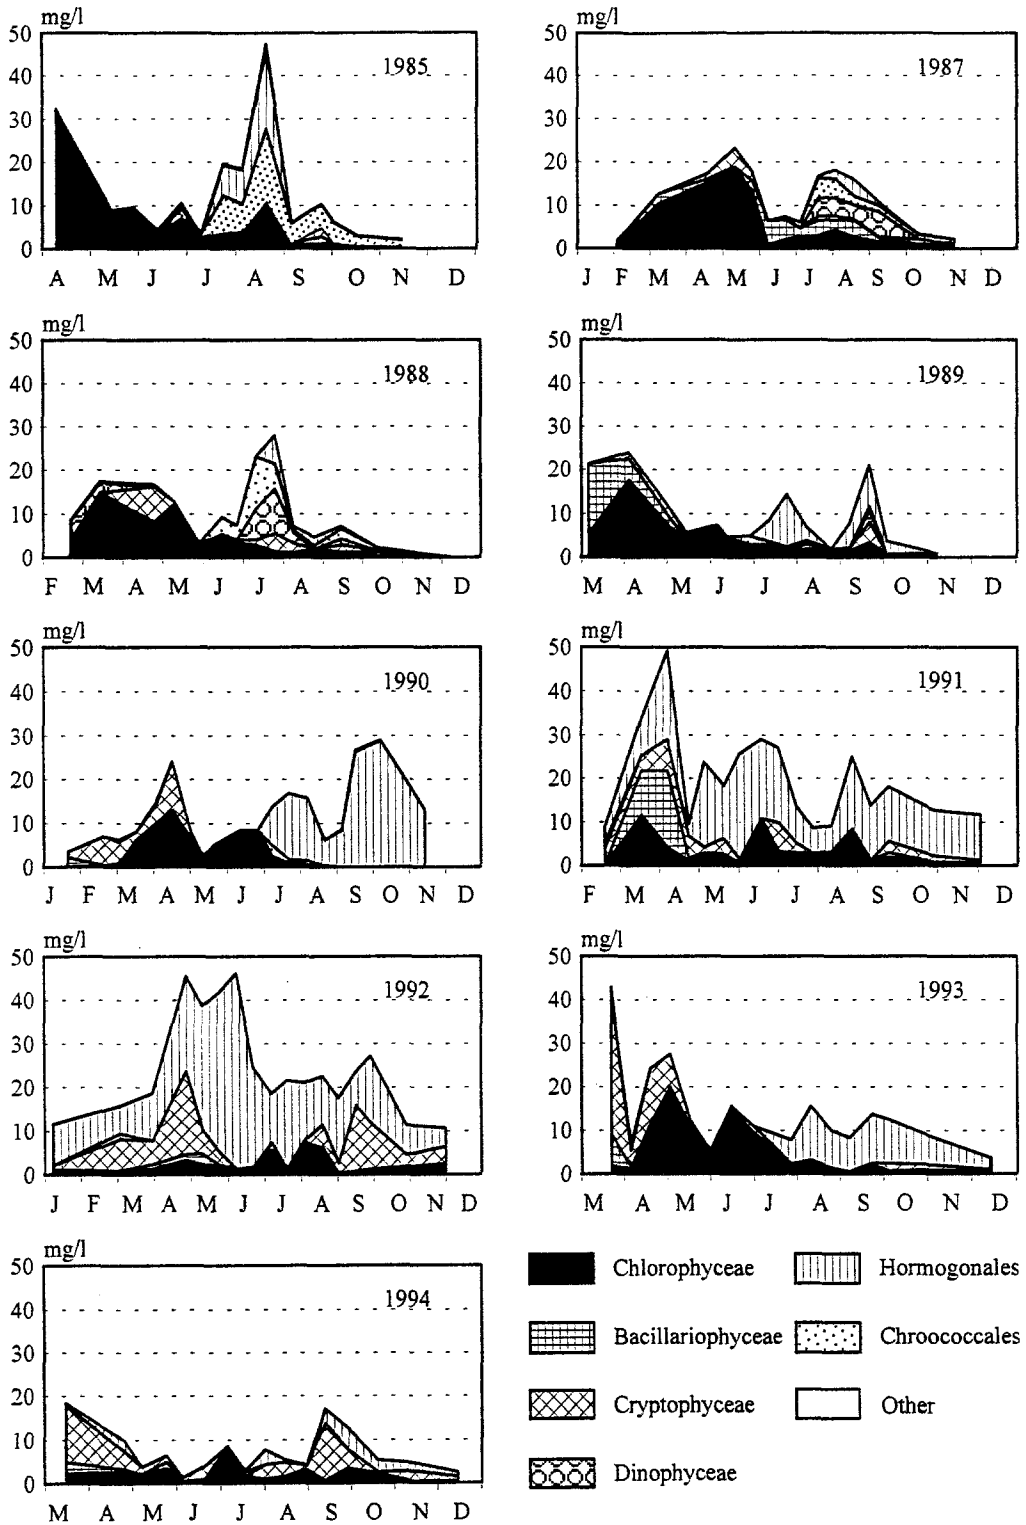 mg/l
50
40
30
20
10
0
1985
A M J J A S O N D
mg/l
50
40
30
20
10
0
1987
J F M A M J J A S O N D
mg/l
50
40
30
20
10
0
1988
F M A M J J A S O N D
mg/l
50
40
30
20
10
0
1989
M A M J J A S O N D
mg/l
50
40
30
20
10
0
1990
J F M A M J J A S O N D
mg/l
50
40
30
20
10
0
1991
F M A M J J A S O N D
mg/l
50
40
30
20
10
0
1992
J F M A M J J A S O N D
mg/l
50
40
30
20
10
0
1993
M A M J J A S O N D
mg/l
50
40
30
20
10
0
1994
M A M J J A S O N D
Chlorophyceae
Hormogonales
Bacillariophyceae
Chroococcales
Cryptophyceae
Other
Dinophyceae